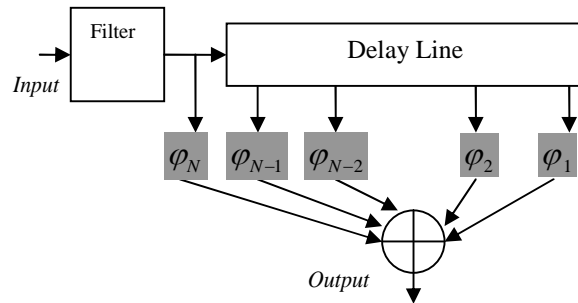 Filter
Delay Line
Input
φ_N φ_{N-1} φ_{N-2} φ_2 φ_1
Output